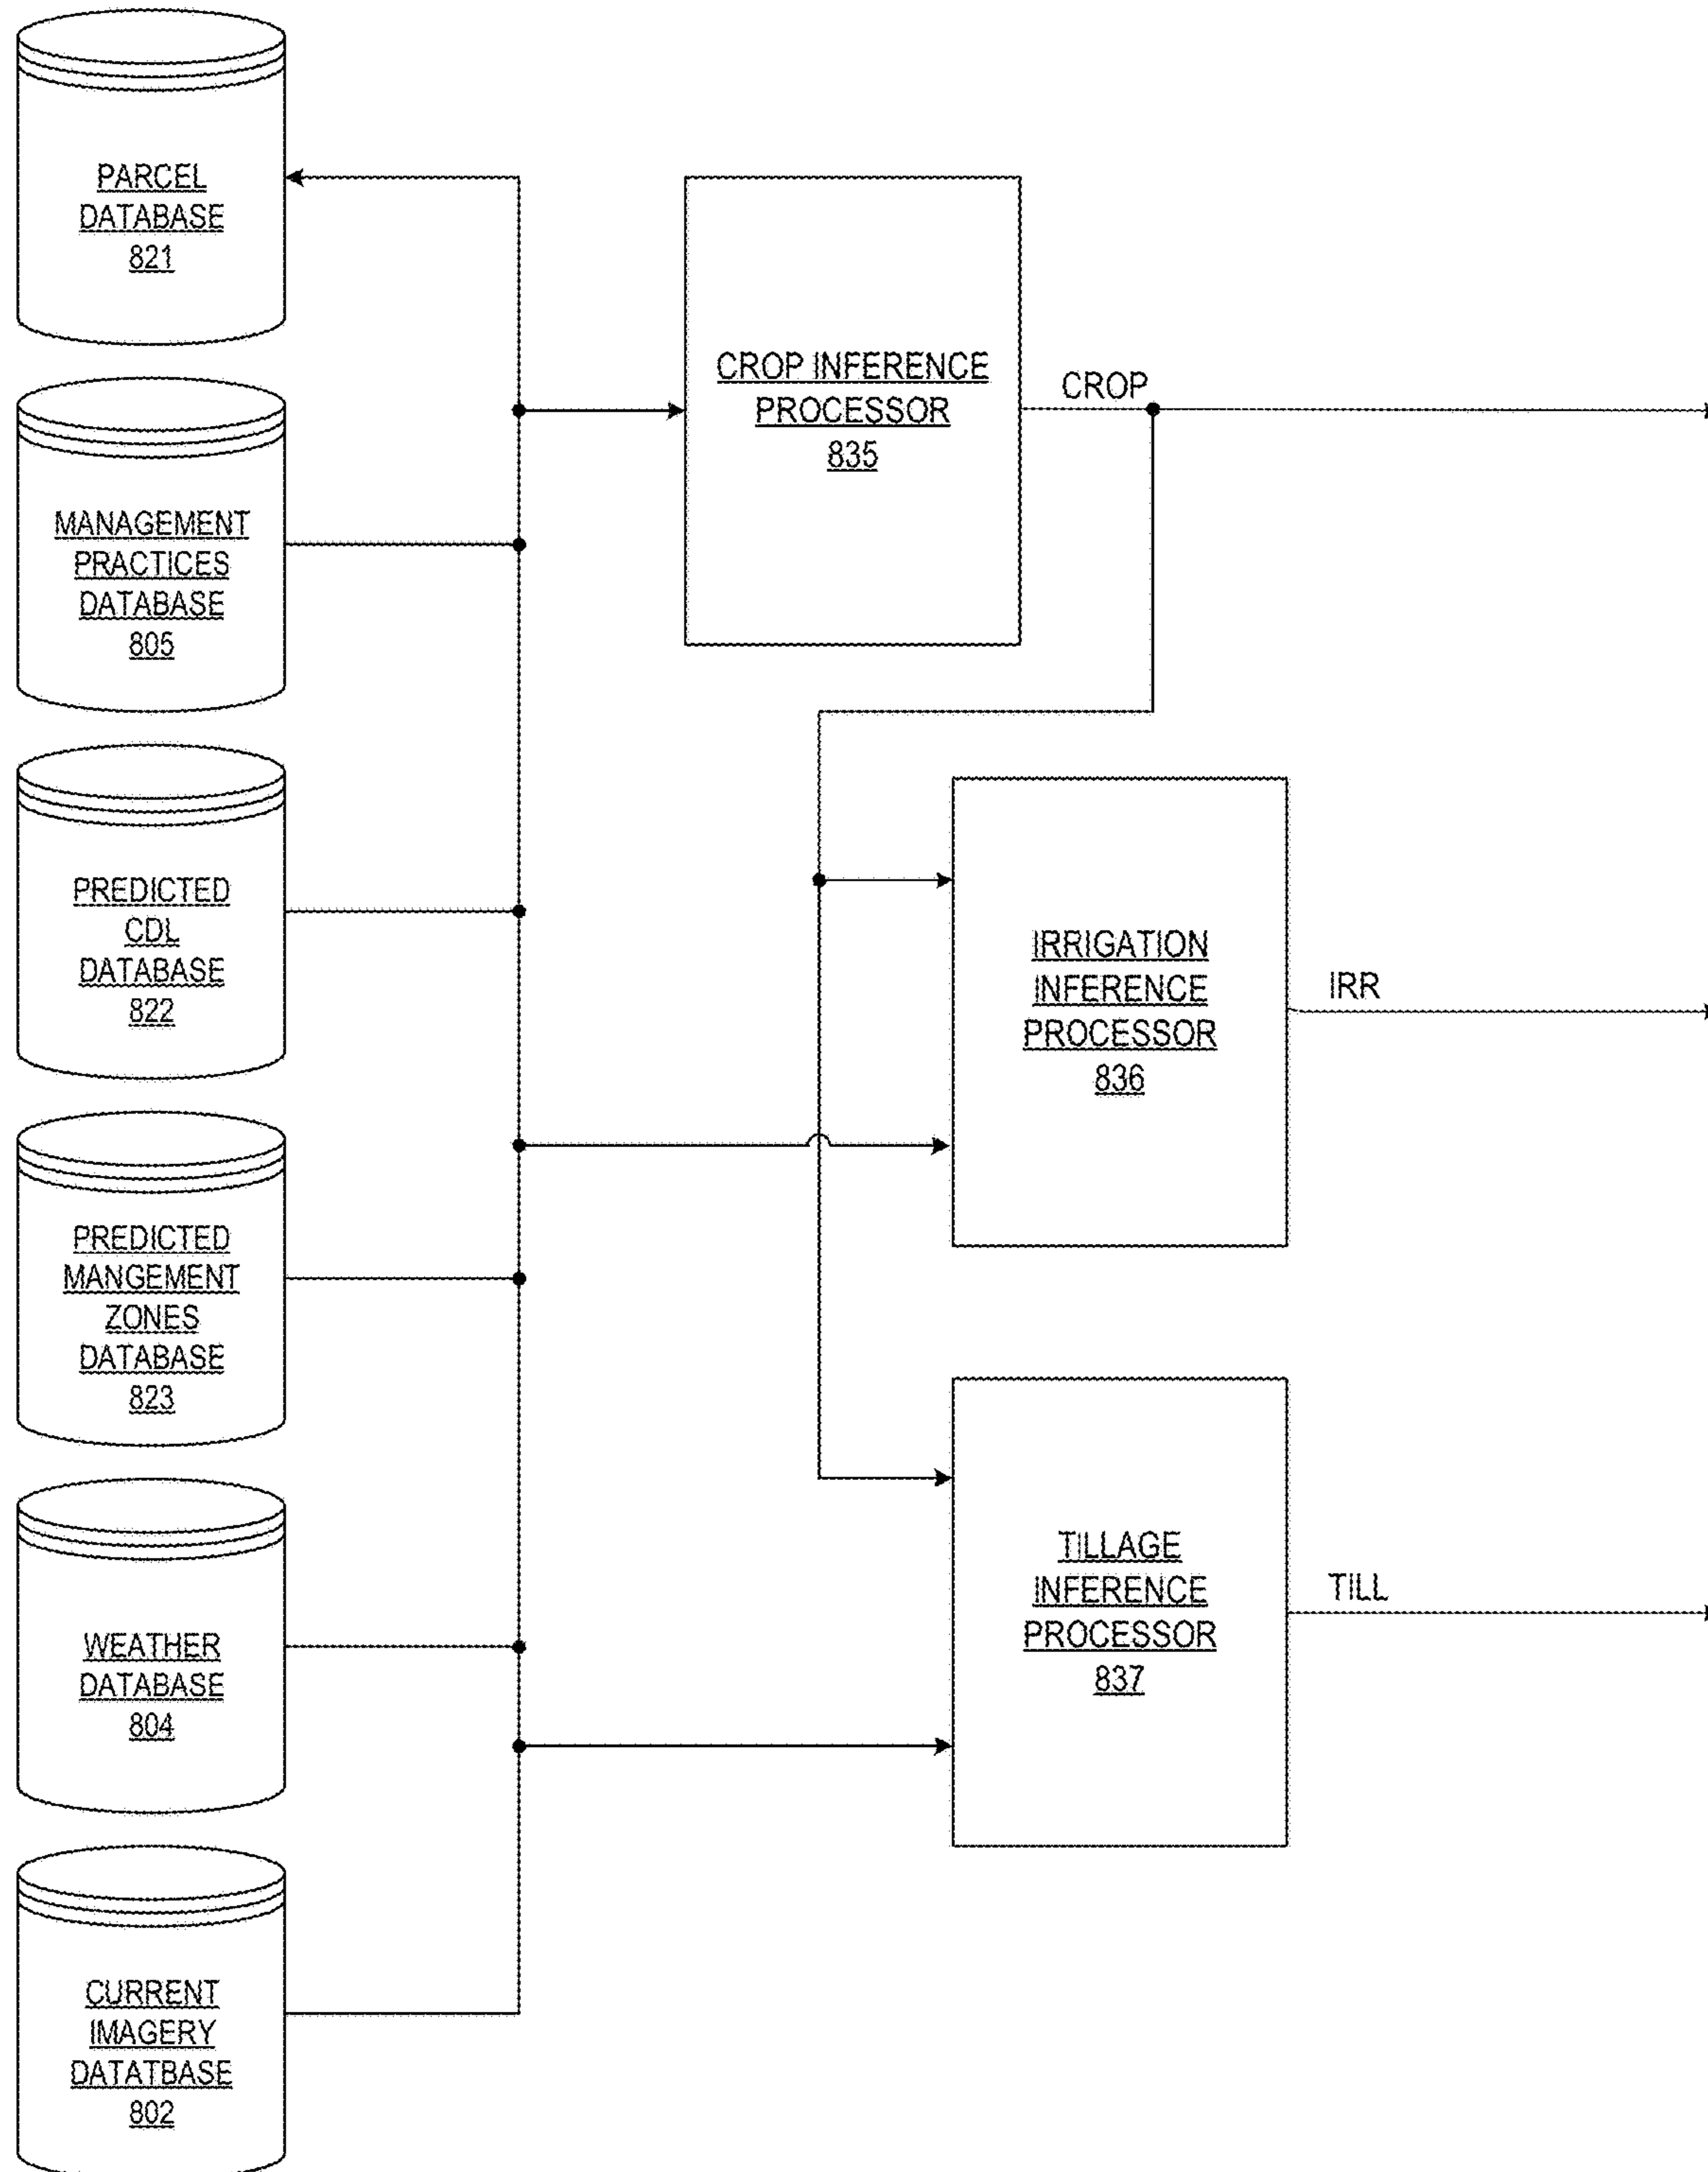 PARCEL
DATABASE
821
MANAGEMENT
PRACTICES
DATABASE
805
PREDICTED
CDL
DATABASE
822
PREDICTED
MANGEMENT
ZONES
DATABASE
823
WEATHER
DATABASE
804
CURRENT
IMAGERY
DATATBASE
802
CROP INFERENCE
PROCESSOR
835
CROP
IRRIGATION
INFERENCE
PROCESSOR
836
IRR
TILLAGE
INFERENCE
PROCESSOR
837
TILL